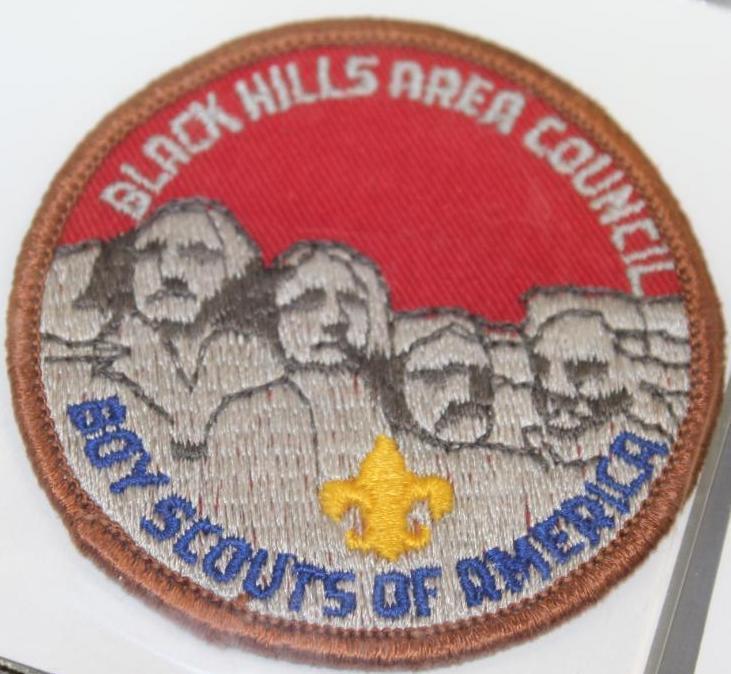 BLACK HILLS AREA COUNCIL
BOY SCOUTS OF AMERICA